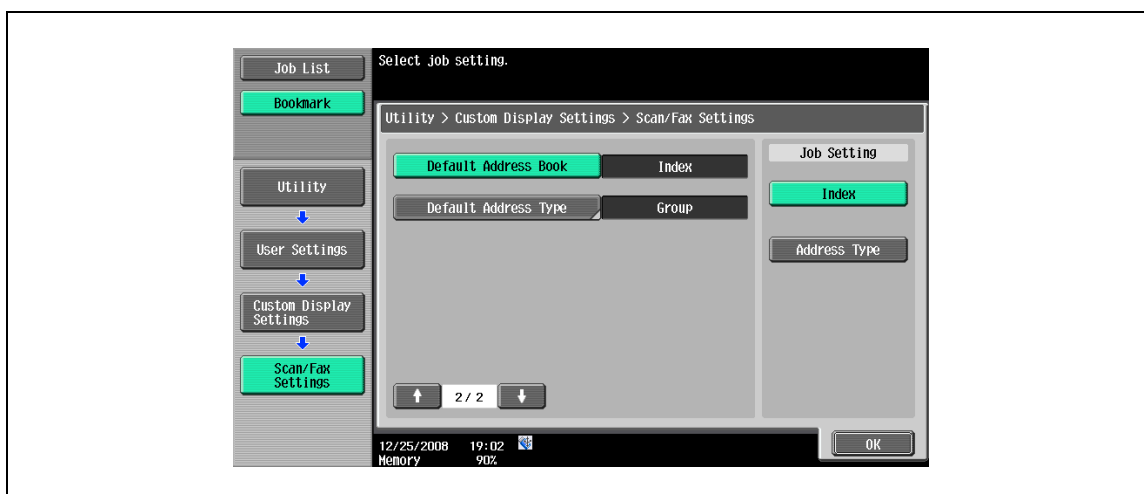 Job List
Bookmark
Select job setting.
Utility > Custom Display Settings > Scan/Fax Settings
Utility
User Settings
Custom Display
Settings
Scan/Fax
Settings
Default Address Book
Index
Default Address Type
Group
2/ 2
Job Setting
Index
Address Type
12/25/2008 19:02
Memory 90%
OK